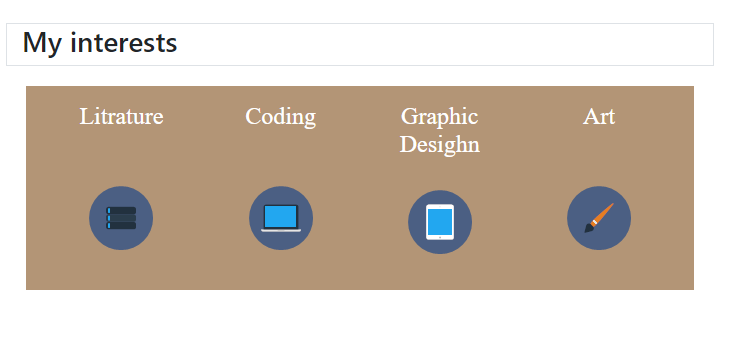 My interests
Litrature
Coding
Graphic
Desighn
Art